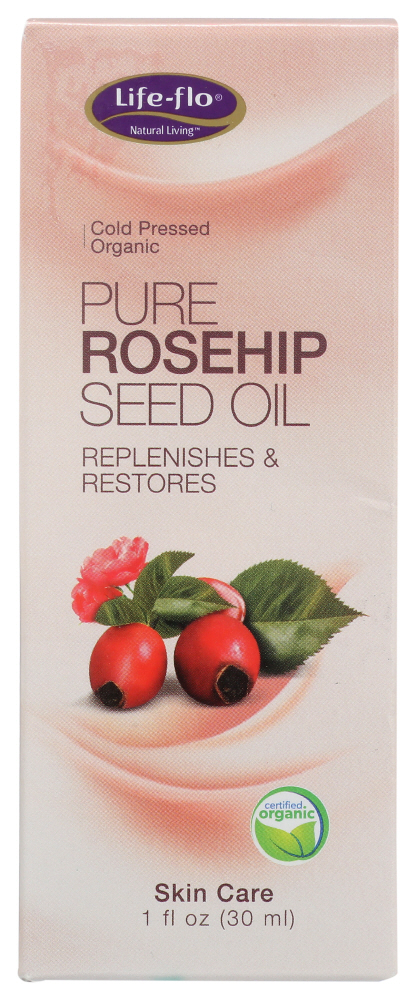 Life-flo®
Natural Living™
Cold Pressed
Organic
PURE
ROSEHIP
SEED OIL
REPLENISHES &
RESTORES
certified
organic
Skin Care
1 fl oz (30 ml)